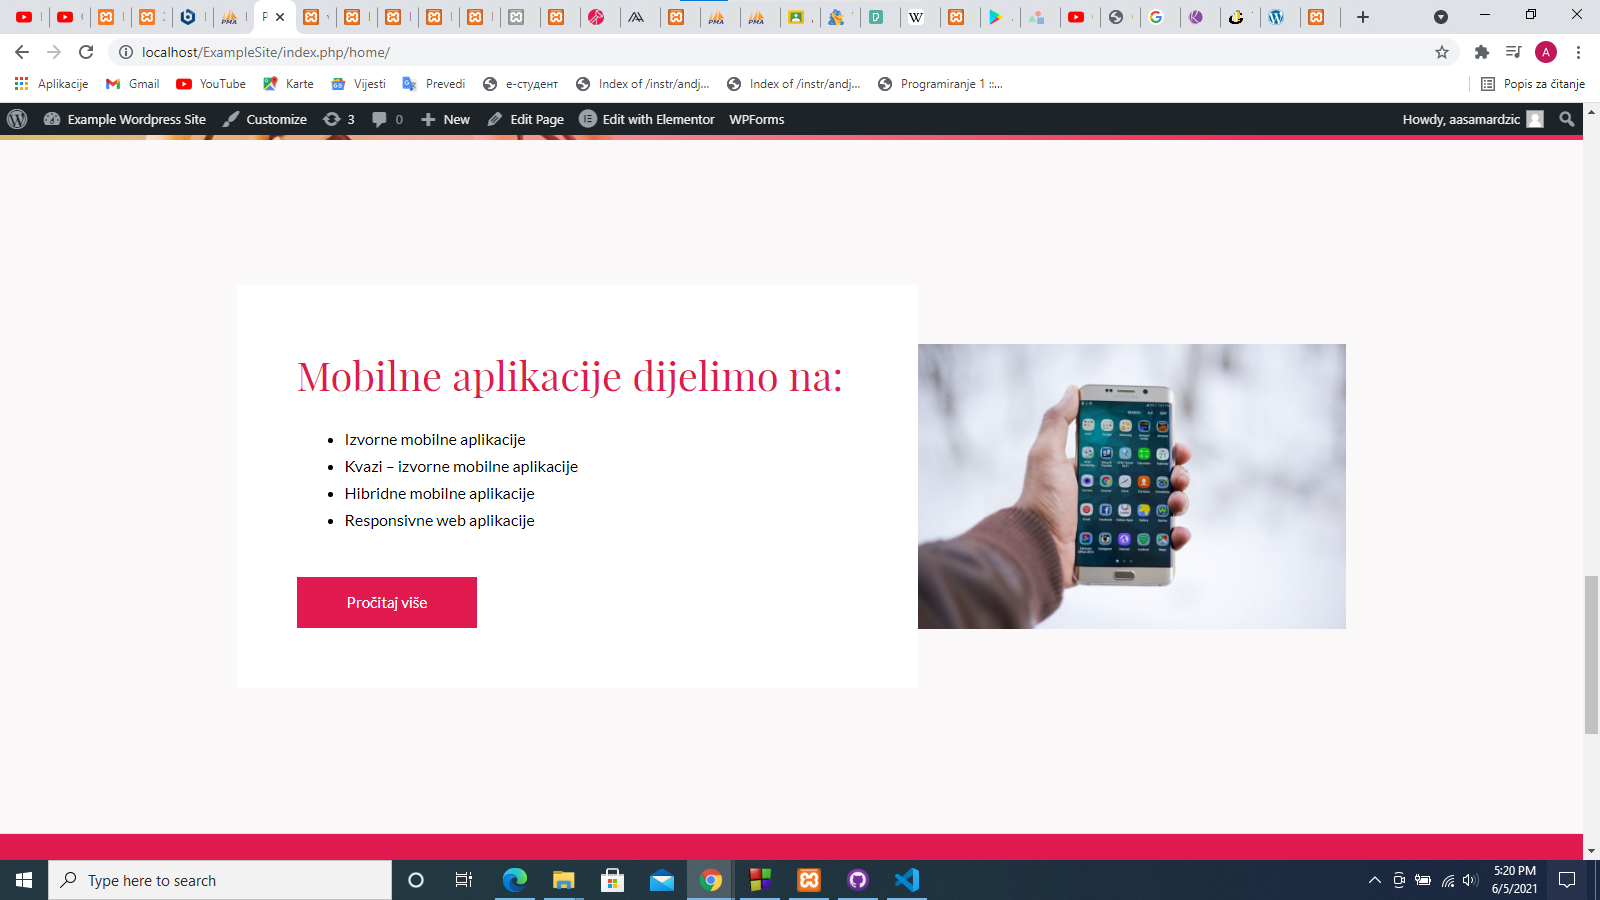 localhost/ExampleSite/index.php/home/
A
Aplikacije Gmail YouTube Karte Vijesti Prevedi е-студент Index of /instr/andj... Index of /instr/andj... Programiranje 1 ::... Popis za čitanje
Example Wordpress Site Customize 3 0 New Edit Page Edit with Elementor WPForms Howdy, aasamardzic
Mobilne aplikacije dijelimo na:
Izvorne mobilne aplikacije
Kvazi – izvorne mobilne aplikacije
Hibridne mobilne aplikacije
Responsivne web aplikacije
Pročitaj više
Type here to search
5:20 PM
6/5/2021